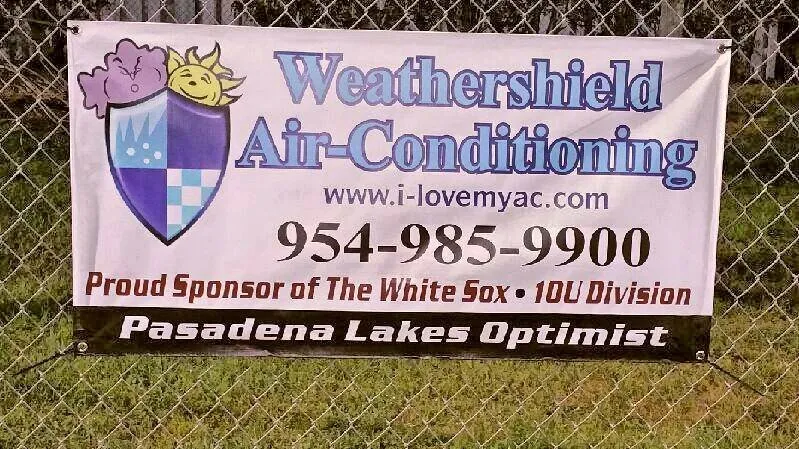 Weathershield
Air-Conditioning
www.i-lovemyac.com
954-985-9900
Proud Sponsor of The White Sox • 10U Division
Pasadena Lakes Optimist